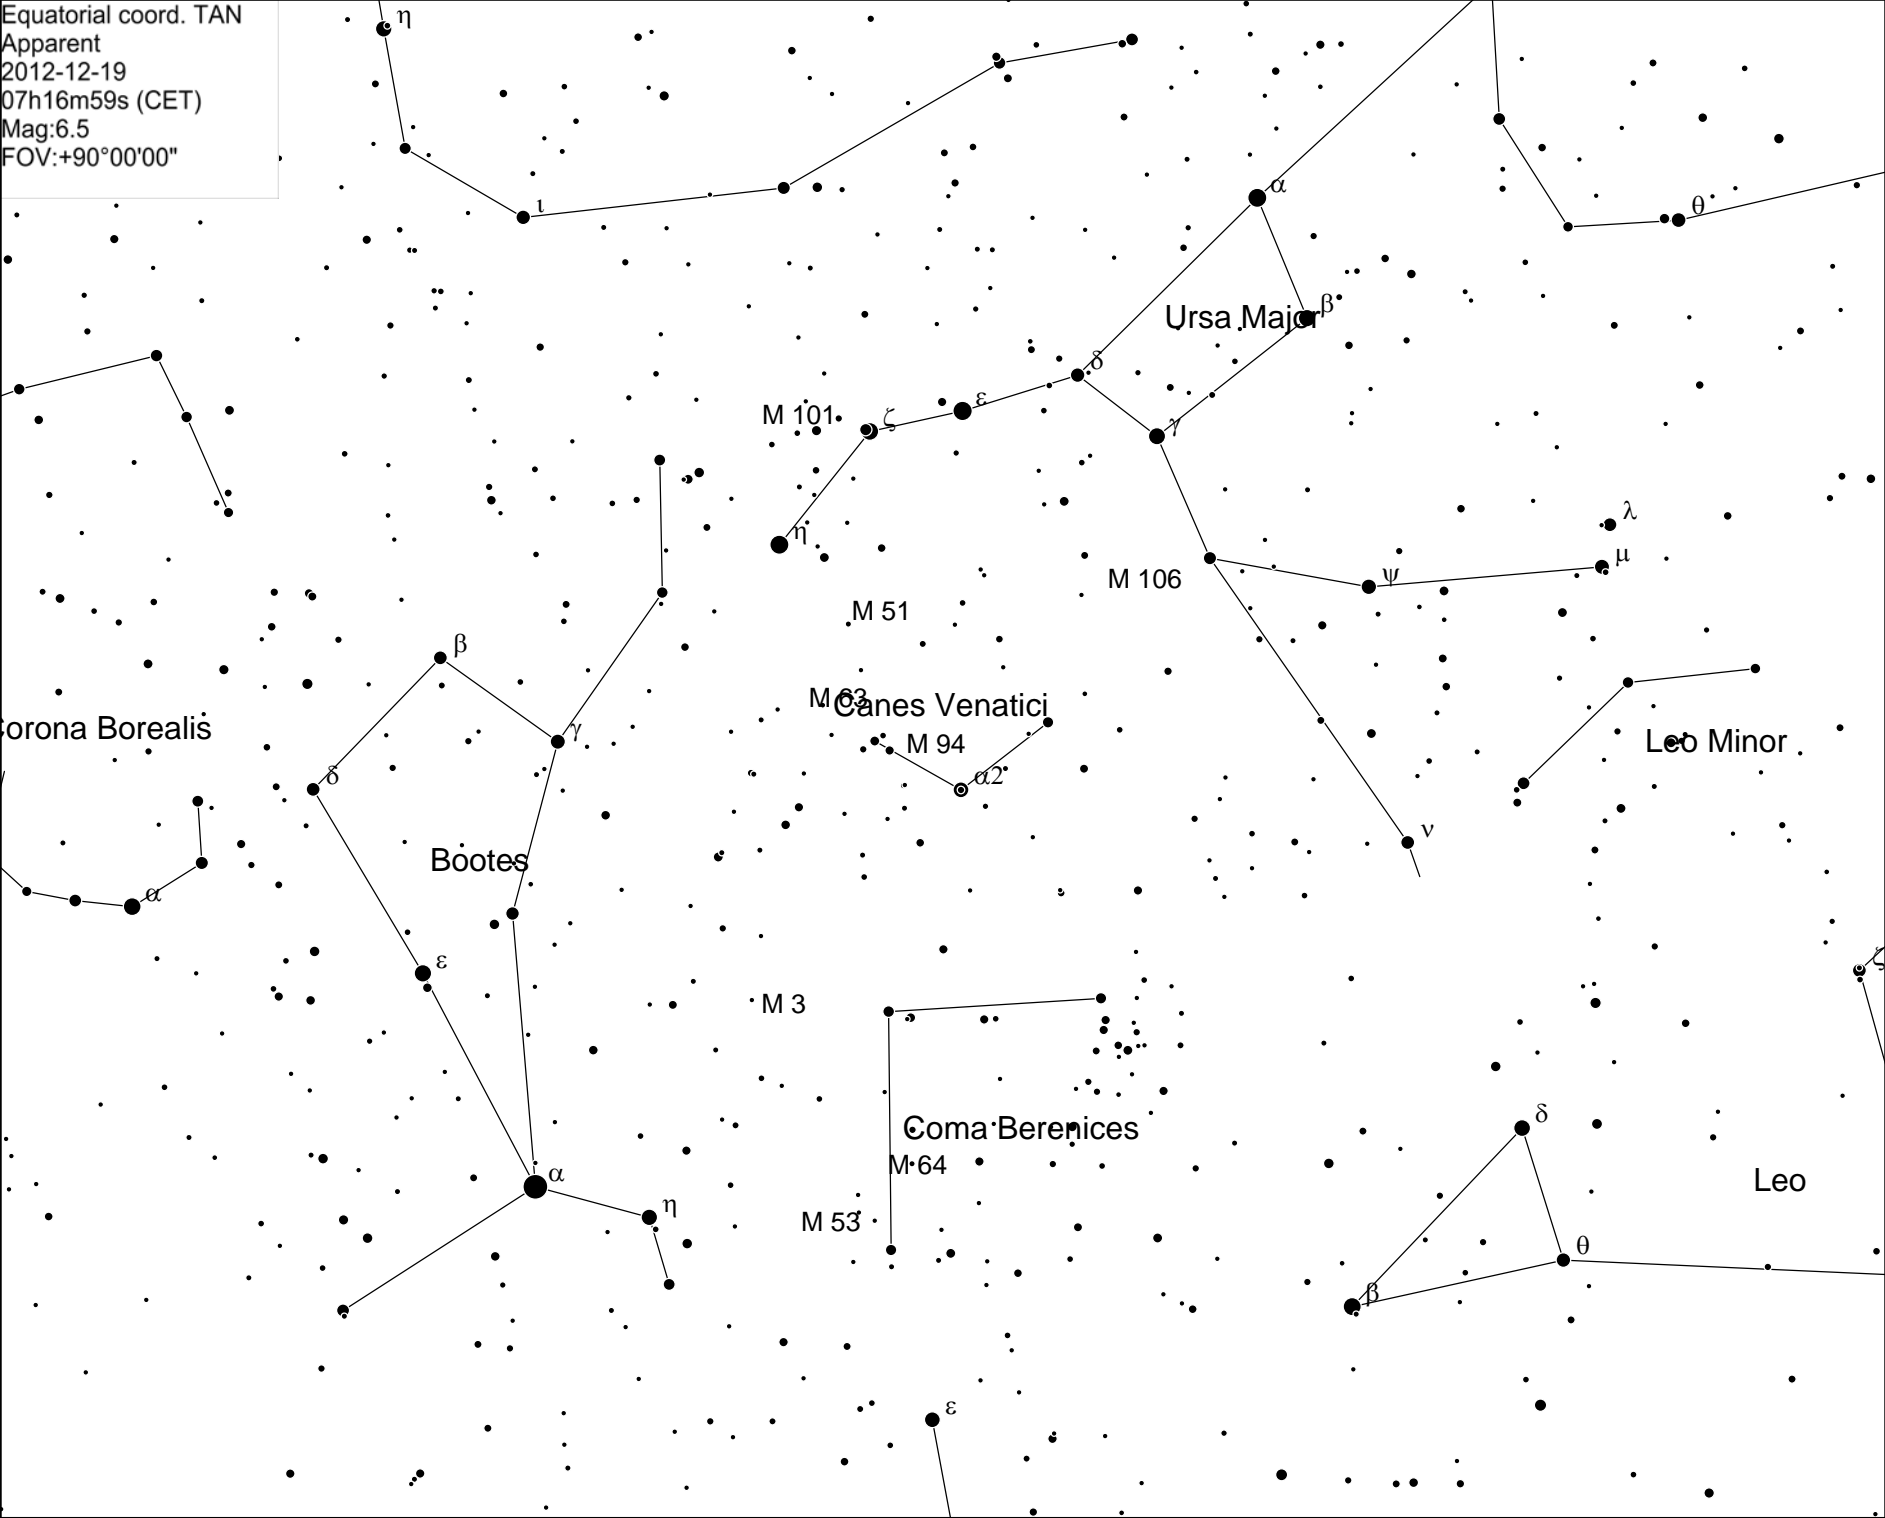 Equatorial coord. TAN
Apparent
2012-12-19
07h16m59s (CET)
Mag:6.5
FOV:+90°00'00"
η
ι
α
θ
Ursa Major
β
δ
ε
M 101
ζ
γ
η
λ
μ
M 106
ψ
M 51
β
M 63
Canes Venatici
Corona Borealis
γ
M 94
Leo Minor
δ
α2
ν
Bootes
α
ε
ζ
M 3
Coma Berenices
δ
M 64
α
Leo
η
M 53
θ
β
ε